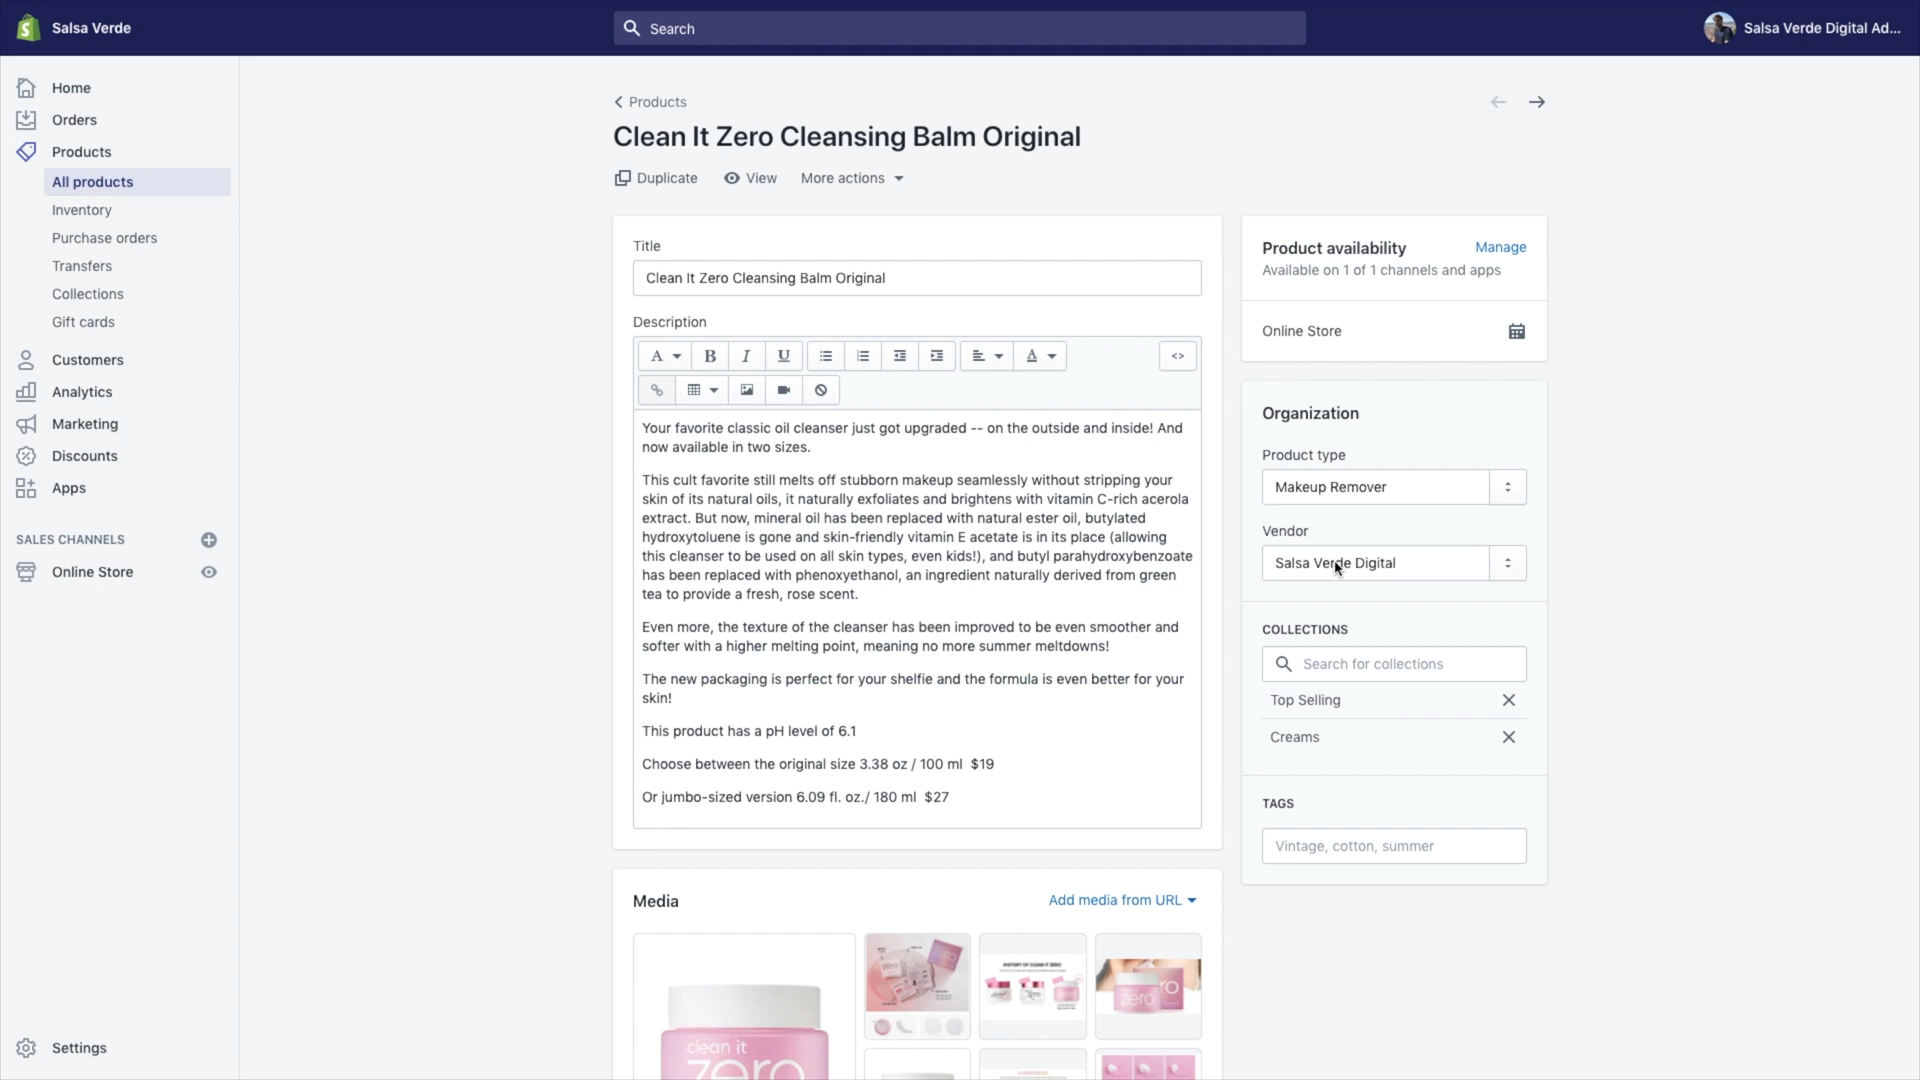 Salsa Verde
Search
Salsa Verde Digital Ad...
Home
Orders
Products
All products
Inventory
Purchase orders
Transfers
Collections
Gift cards
Customers
Analytics
Marketing
Discounts
Apps
SALES CHANNELS
Online Store
Settings
Products
Clean It Zero Cleansing Balm Original
Duplicate
View
More actions
Title
Clean It Zero Cleansing Balm Original
Description
A B I U A <>
Your favorite classic oil cleanser just got upgraded -- on the outside and inside! And
now available in two sizes.
This cult favorite still melts off stubborn makeup seamlessly without stripping your
skin of its natural oils, it naturally exfoliates and brightens with vitamin C-rich acerola
extract. But now, mineral oil has been replaced with natural ester oil, butylated
hydroxytoluene is gone and skin-friendly vitamin E acetate is in its place (allowing
this cleanser to be used on all skin types, even kids!), and butyl parahydroxybenzoate
has been replaced with phenoxyethanol, an ingredient naturally derived from green
tea to provide a fresh, rose scent.
Even more, the texture of the cleanser has been improved to be even smoother and
softer with a higher melting point, meaning no more summer meltdowns!
The new packaging is perfect for your shelfie and the formula is even better for your
skin!
This product has a pH level of 6.1
Choose between the original size 3.38 oz / 100 ml  $19
Or jumbo-sized version 6.09 fl. oz./ 180 ml  $27
Media
Add media from URL
clean it
zero
HISTORY OF CLEAN IT ZERO
zero
Product availability
Manage
Available on 1 of 1 channels and apps
Online Store
Organization
Product type
Makeup Remover
Vendor
Salsa Verde Digital
COLLECTIONS
Search for collections
Top Selling
Creams
TAGS
Vintage, cotton, summer